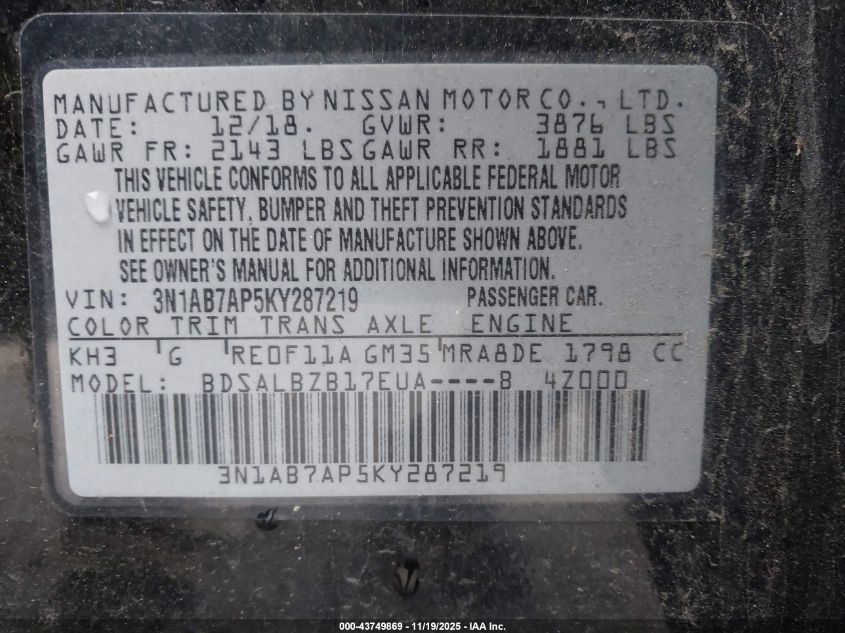 MANUFACTURED BY NISSAN MOTOR CO., LTD.
DATE: 12/18. GVWR: 3876 LBS
GAWR FR: 2143 LBS GAWR RR: 1881 LBS
THIS VEHICLE CONFORMS TO ALL APPLICABLE FEDERAL MOTOR
VEHICLE SAFETY, BUMPER AND THEFT PREVENTION STANDARDS
IN EFFECT ON THE DATE OF MANUFACTURE SHOWN ABOVE.
SEE OWNER'S MANUAL FOR ADDITIONAL INFORMATION.
VIN: 3N1AB7AP5KY287219 PASSENGER CAR.
COLOR TRIM TRANS AXLE ENGINE
KH3 G RE0F11A GM35 MRA8DE 1798 CC
MODEL: BDSALBZB17EUA----8 4Z000
3N1AB7AP5KY287219
000-43749869 - 11/19/2025 - IAA Inc.